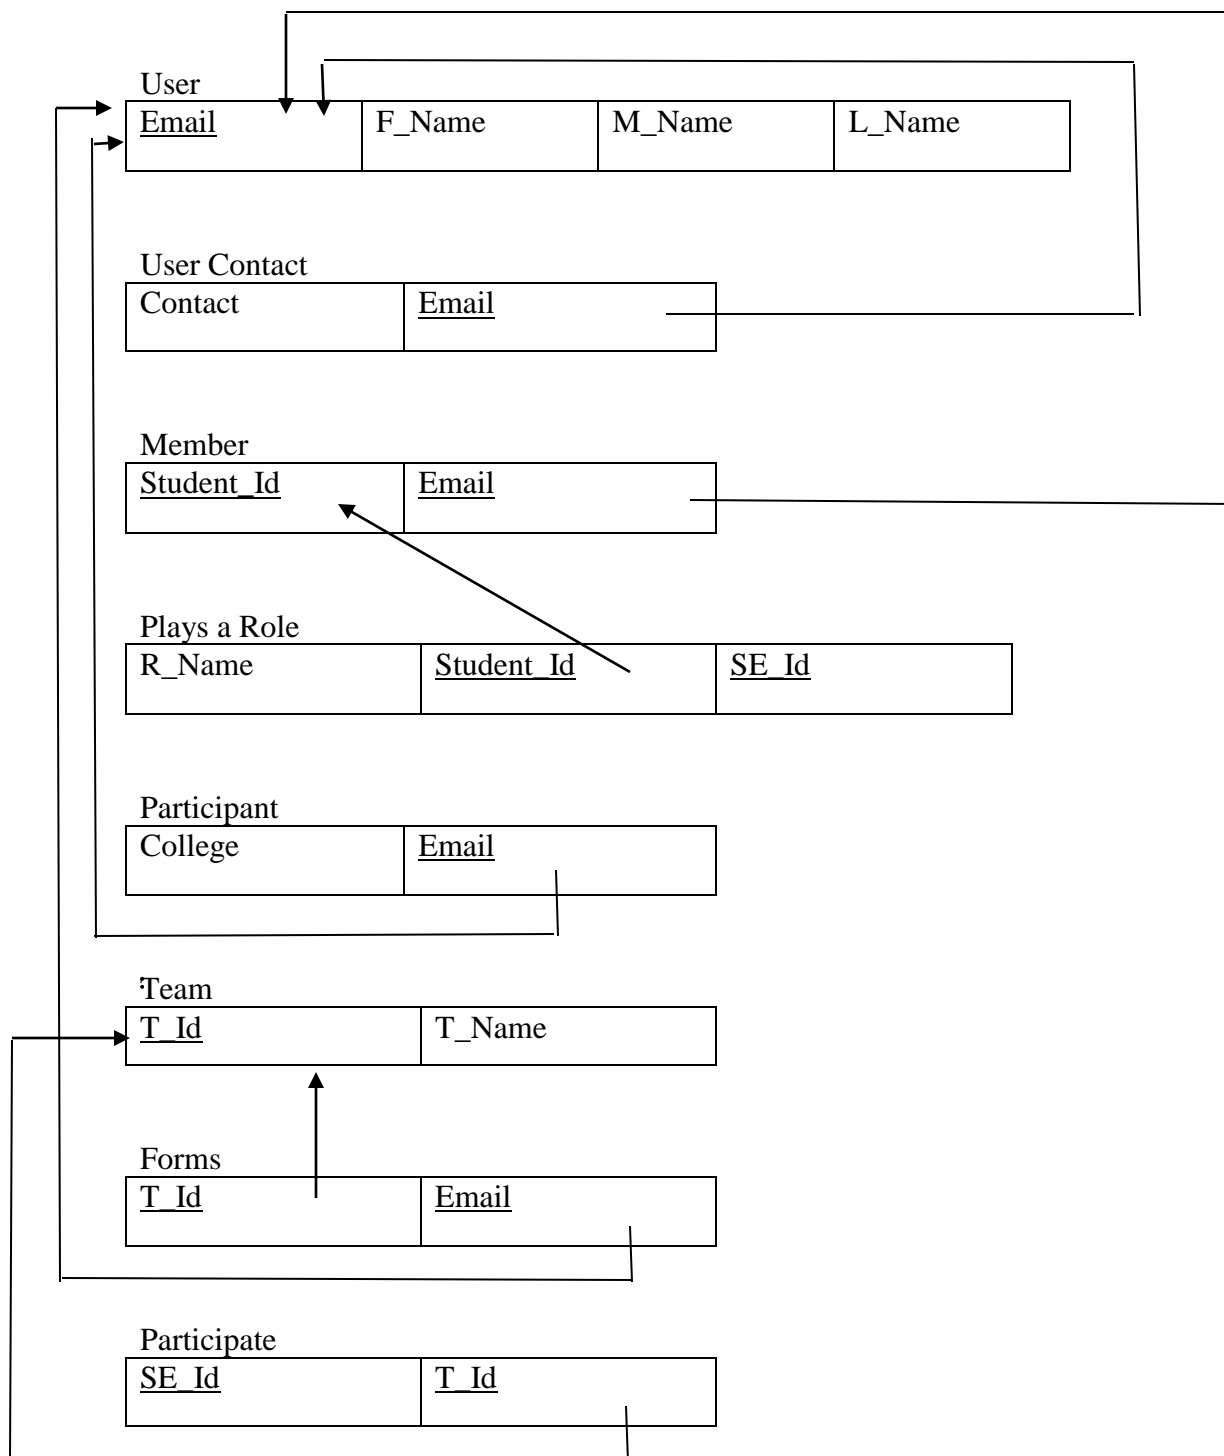 User
Email F_Name M_Name L_Name
User Contact
Contact Email
Member
Student_Id Email
Plays a Role
R_Name Student_Id SE_Id
Participant
College Email
:Team
T_Id T_Name
Forms
T_Id Email
Participate
SE_Id T_Id